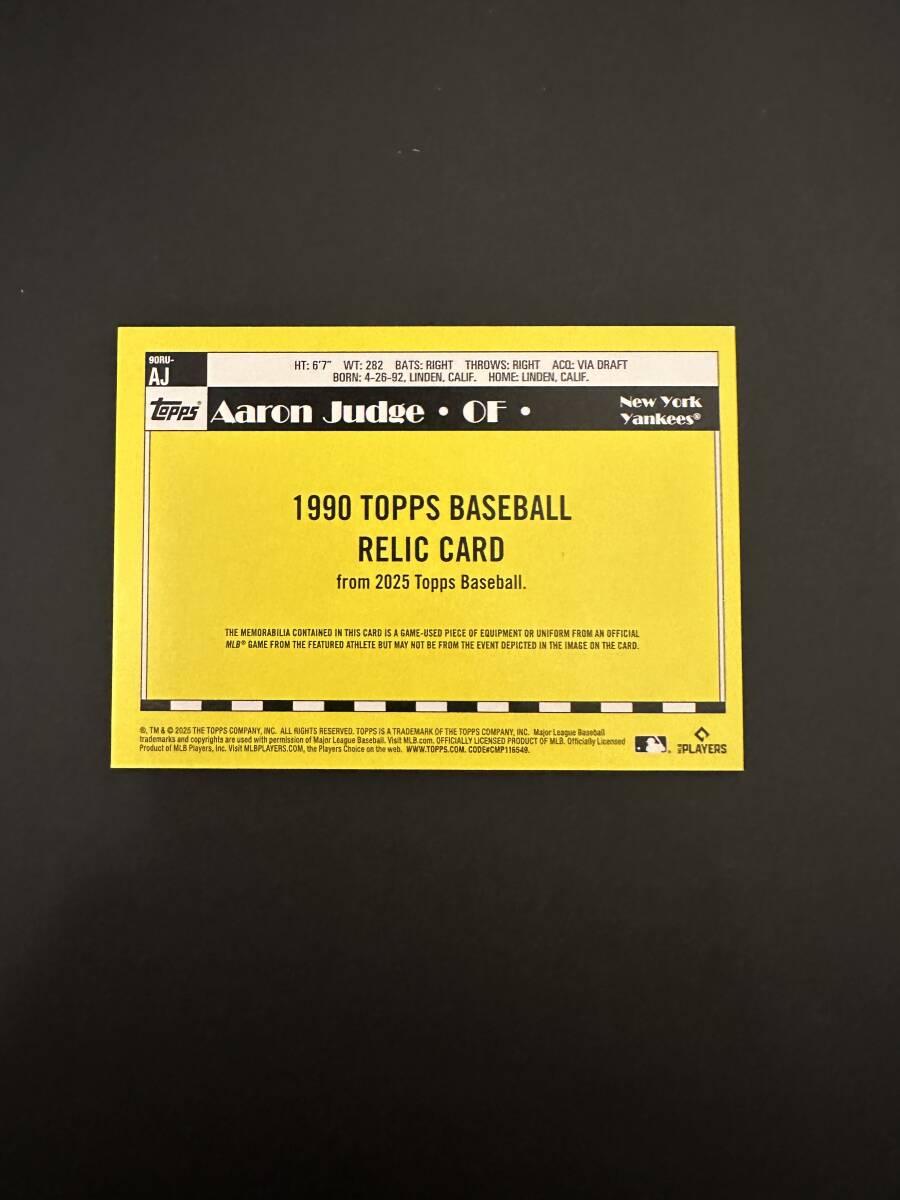 90RU-
AJ
HT: 6'7" WT: 282 BATS: RIGHT THROWS: RIGHT ACQ: VIA DRAFT
BORN: 4-26-92, LINDEN, CALIF. HOME: LINDEN, CALIF.
Topps® Aaron Judge • OF •
New York
Yankees®
1990 TOPPS BASEBALL
RELIC CARD
from 2025 Topps Baseball.
THE MEMORABILIA CONTAINED IN THIS CARD IS A GAME-USED PIECE OF EQUIPMENT OR UNIFORM FROM AN OFFICIAL
MLB® GAME FROM THE FEATURED ATHLETE BUT MAY NOT BE FROM THE EVENT DEPICTED IN THE IMAGE ON THE CARD.
®, TM & © 2025 THE TOPPS COMPANY, INC. ALL RIGHTS RESERVED. TOPPS IS A TRADEMARK OF THE TOPPS COMPANY, INC. Major League Baseball
trademarks and copyrights are used with permission of Major League Baseball. Visit MLB.com. OFFICIALLY LICENSED PRODUCT OF MLB. Officially Licensed
Product of MLB Players, Inc. Visit MLBPLAYERS.COM, the Players Choice on the web. WWW.TOPPS.COM. CODE#CMP116549.
MLB PLAYERS